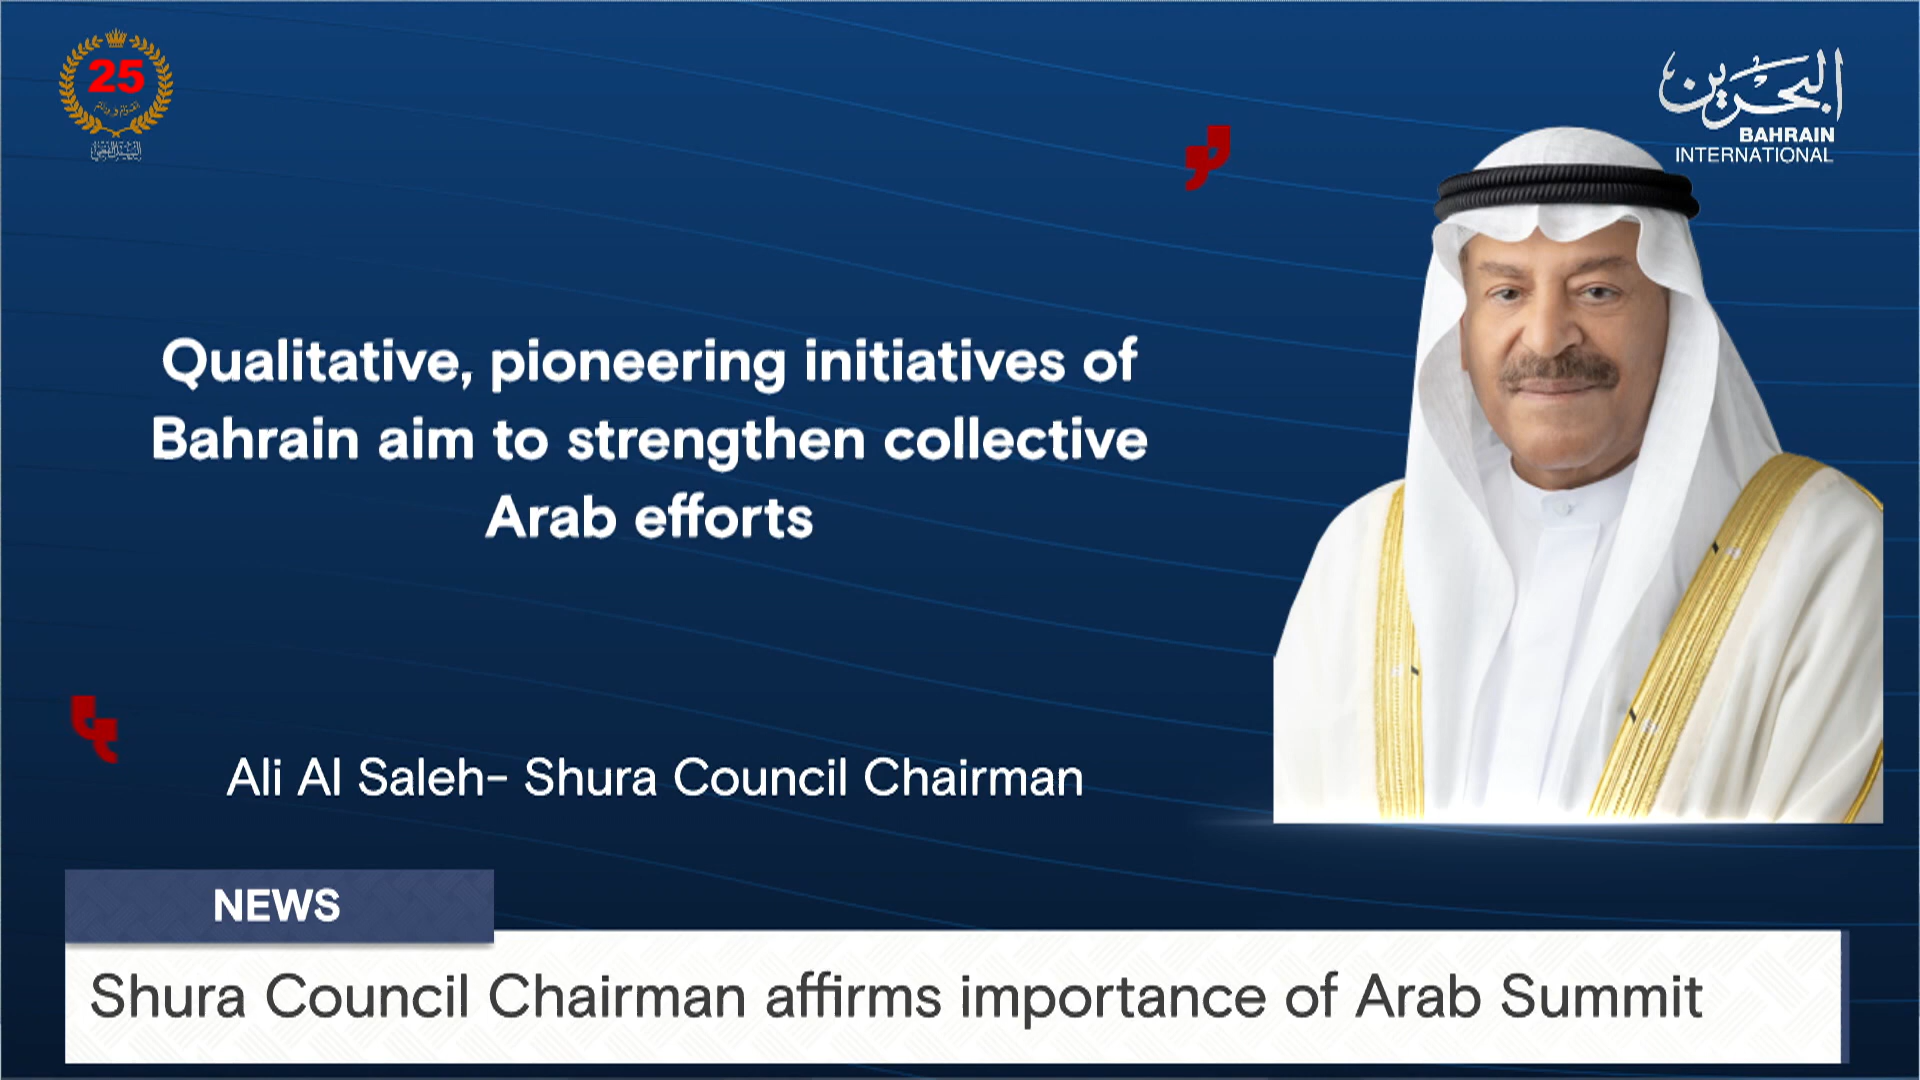 25
البحرين
BAHRAIN
INTERNATIONAL
Qualitative, pioneering initiatives of
Bahrain aim to strengthen collective
Arab efforts
Ali Al Saleh- Shura Council Chairman
NEWS
Shura Council Chairman affirms importance of Arab Summit